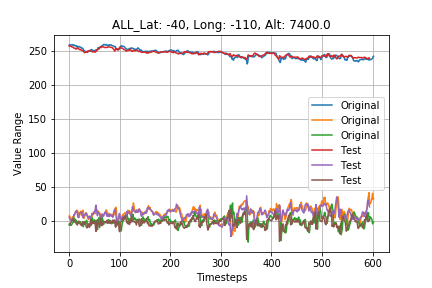 ALL_Lat: -40, Long: -110, Alt: 7400.0
250
200
150
100
50
0
Value Range
Original
Original
Original
Test
Test
Test
0 100 200 300 400 500 600
Timesteps